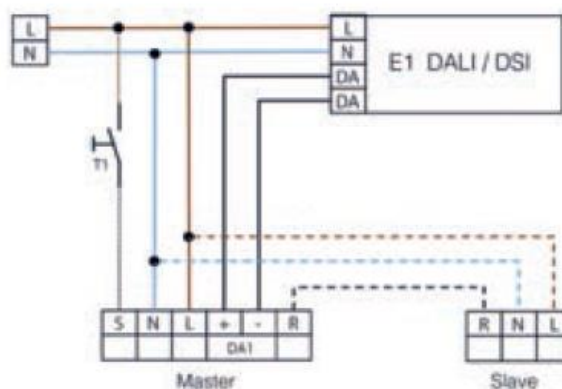 L
N
L
N
DA
DA
E1 DALI / DSI
T1
S N L + - R
DA1
Master
R N L
Slave